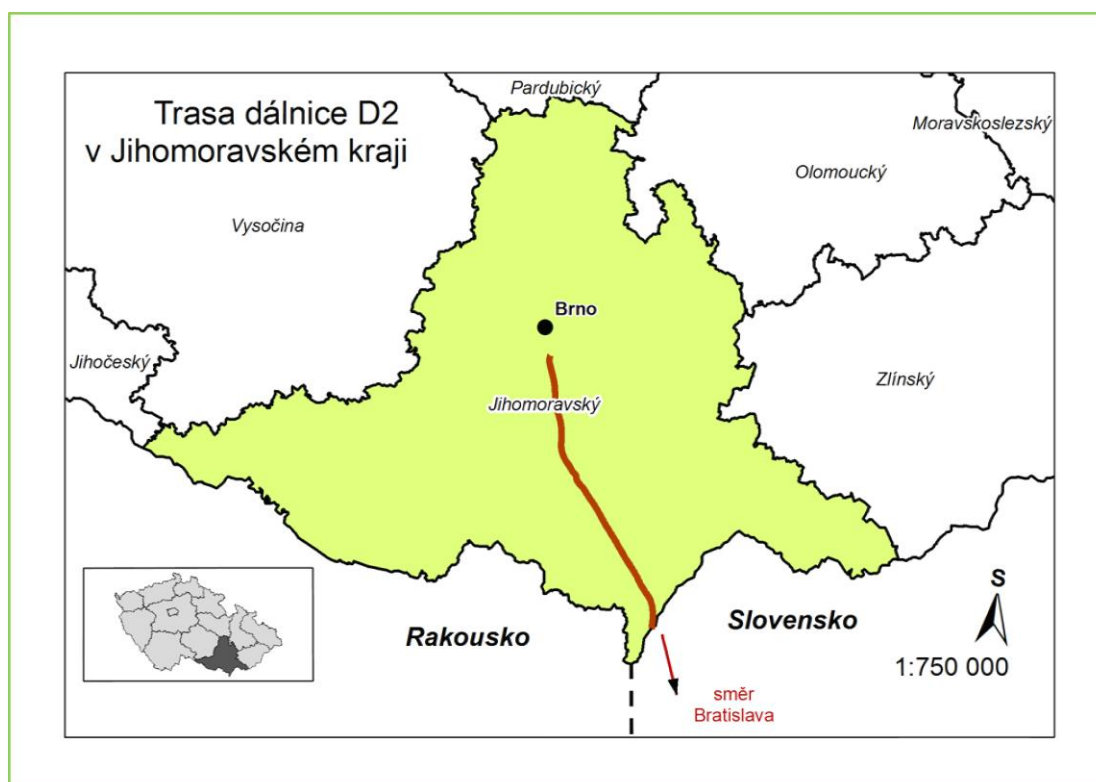 Trasa dálnice D2
v Jihomoravském kraji
Pardubický
Moravskoslezský
Olomoucký
Vysočina
Brno
Jihočeský
Zlínský
Jihomoravský
S
Rakousko
Slovensko
1:750 000
směr
Bratislava